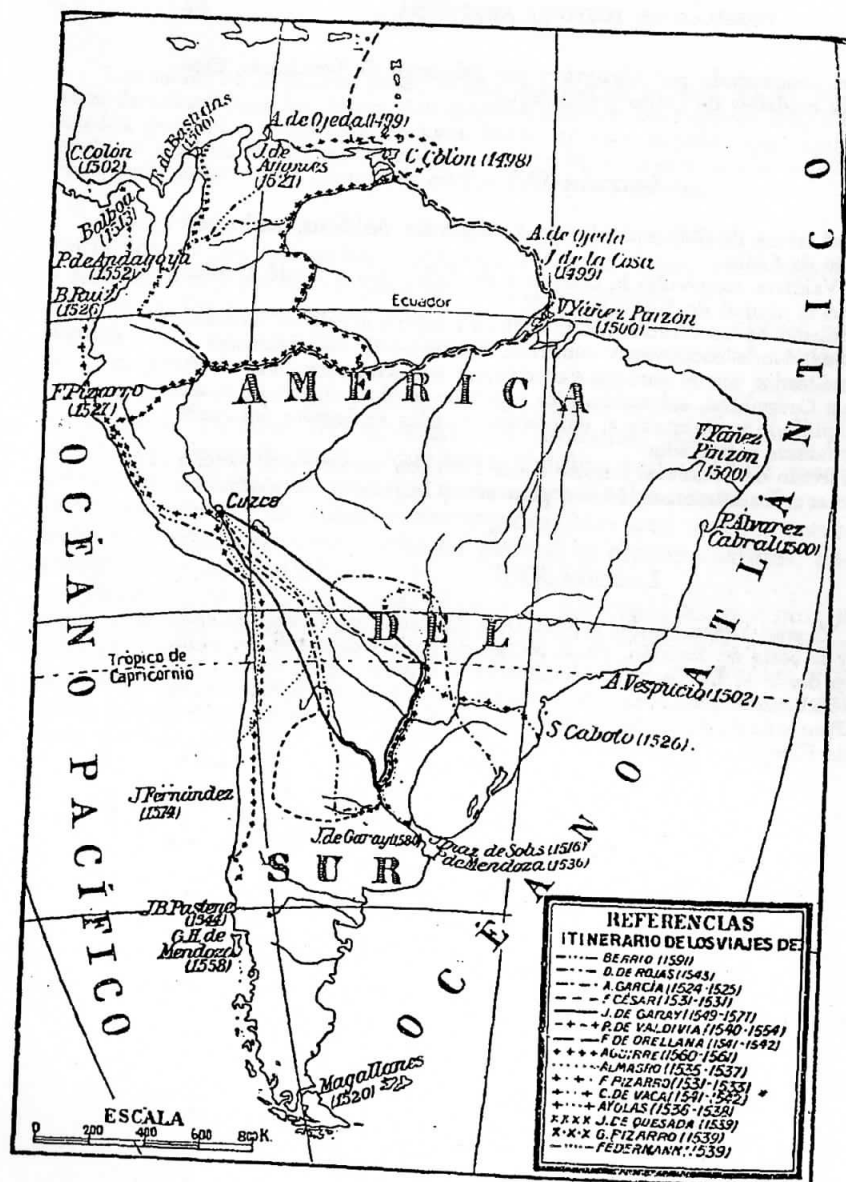 A. de Ojeda (1499)
R. de Bastidas
(1500)
C. Colón
(1502)
J. de
Ampues
(1527)
C. Colón (1498)
Balboa
(1513)
A. de Ojeda
J. de la Cosa
(1499)
P. de Andagoya
(1552)
B. Ruiz
(1526)
Ecuador
V. Yáñez Pinzón
(1500)
AMERICA
F. Pizarro
(1527)
V. Yáñez
Pinzón
(1500)
Cuzco
P. Álvarez
Cabral (1500)
DEL
Trópico de
Capricornio
A. Vespucio (1502)
S. Caboto (1526)
J. Fernández
(1574)
J. de Garay (1580)
J. Diaz de Solis (1516)
de Mendoza (1536)
SUR
J.B. Pastene
(1544)
G.H. de
Mendoza
(1558)
Magallanes
(1520)
OCÉANO PACÍFICO
OCÉANO ATLÁNTICO
ESCALA
0 200 400 600 800 K.
REFERENCIAS
ITINERARIO DE LOS VIAJES DE:
BERRIO (1591)
D. DE ROJAS (1543)
A. GARCÍA (1524-1525)
F. CÉSAR (1531-1531)
J. DE GARAY (1549-1571)
P. DE VALDIVIA (1540-1554)
F. DE ORELLANA (1541-1542)
AGUIRRE (1560-1561)
ALMAGRO (1535-1537)
F. PIZARRO (1531-1533)
C. DE VACA (1541-1522)
AYOLAS (1536-1538)
J. DE QUESADA (1539)
G. PIZARRO (1539)
FEDERMANN (1539)